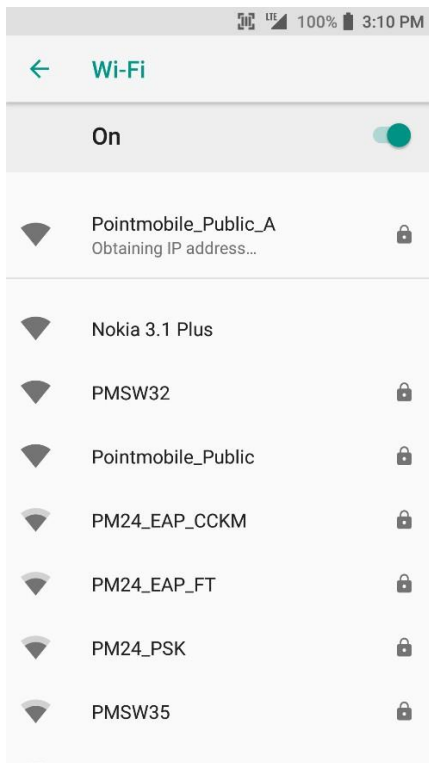 LTE 100% 3:10 PM
Wi-Fi
On
Pointmobile_Public_A
Obtaining IP address...
Nokia 3.1 Plus
PMSW32
Pointmobile_Public
PM24_EAP_CCKM
PM24_EAP_FT
PM24_PSK
PMSW35